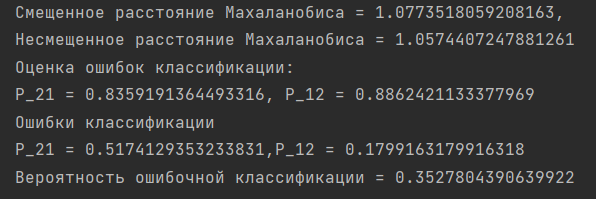 Смещенное расстояние Махаланобиса = 1.0773518059208163,
Несмещенное расстояние Махаланобиса = 1.0574407247881261
Оценка ошибок классификации:
P_21 = 0.8359191364493316, P_12 = 0.8862421133377969
Ошибки классификации
P_21 = 0.5174129353233831,P_12 = 0.1799163179916318
Вероятность ошибочной классификации = 0.3527804390639922